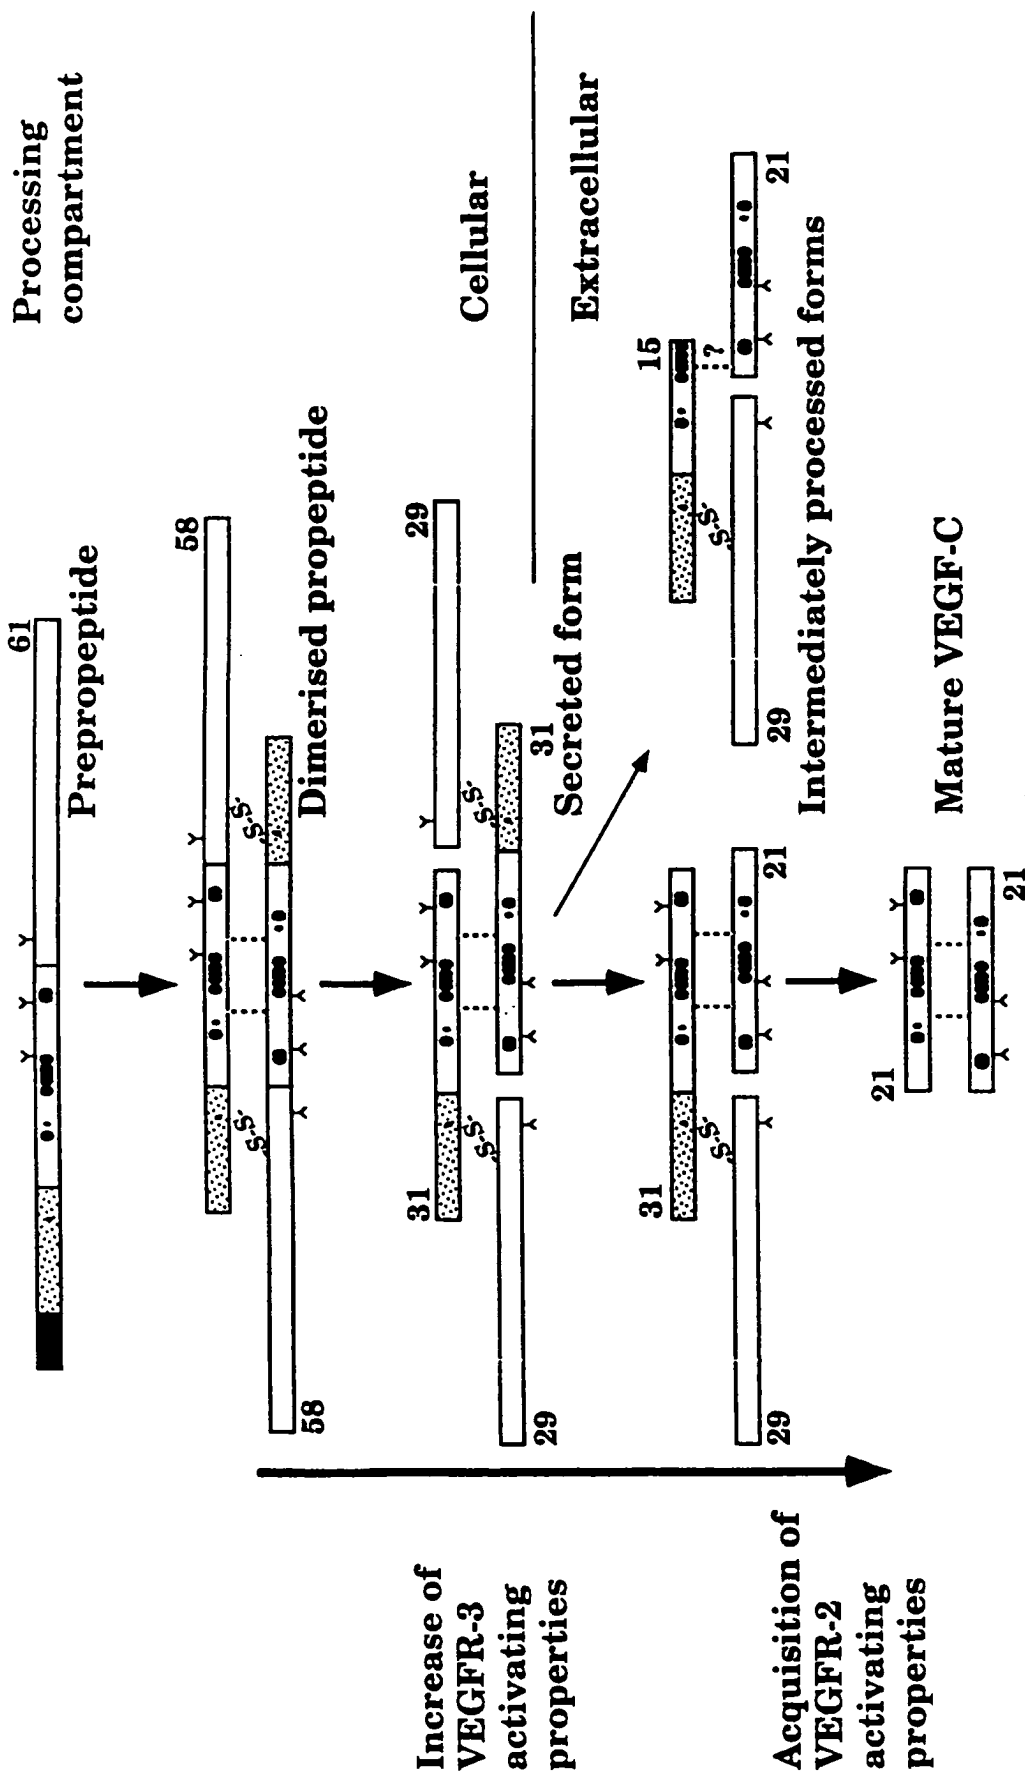 Processing
compartment
61
Prepropeptide
58
S-S
S-S
58
Dimerised propeptide
Increase of
VEGFR-3
activating
properties
31
29
S-S
S-S
29
31
Secreted form
Cellular
Extracellular
31
S-S
29
21
15
S-S
?
29
21
Intermediately processed forms
Acquisition of
VEGFR-2
activating
properties
21
21
Mature VEGF-C